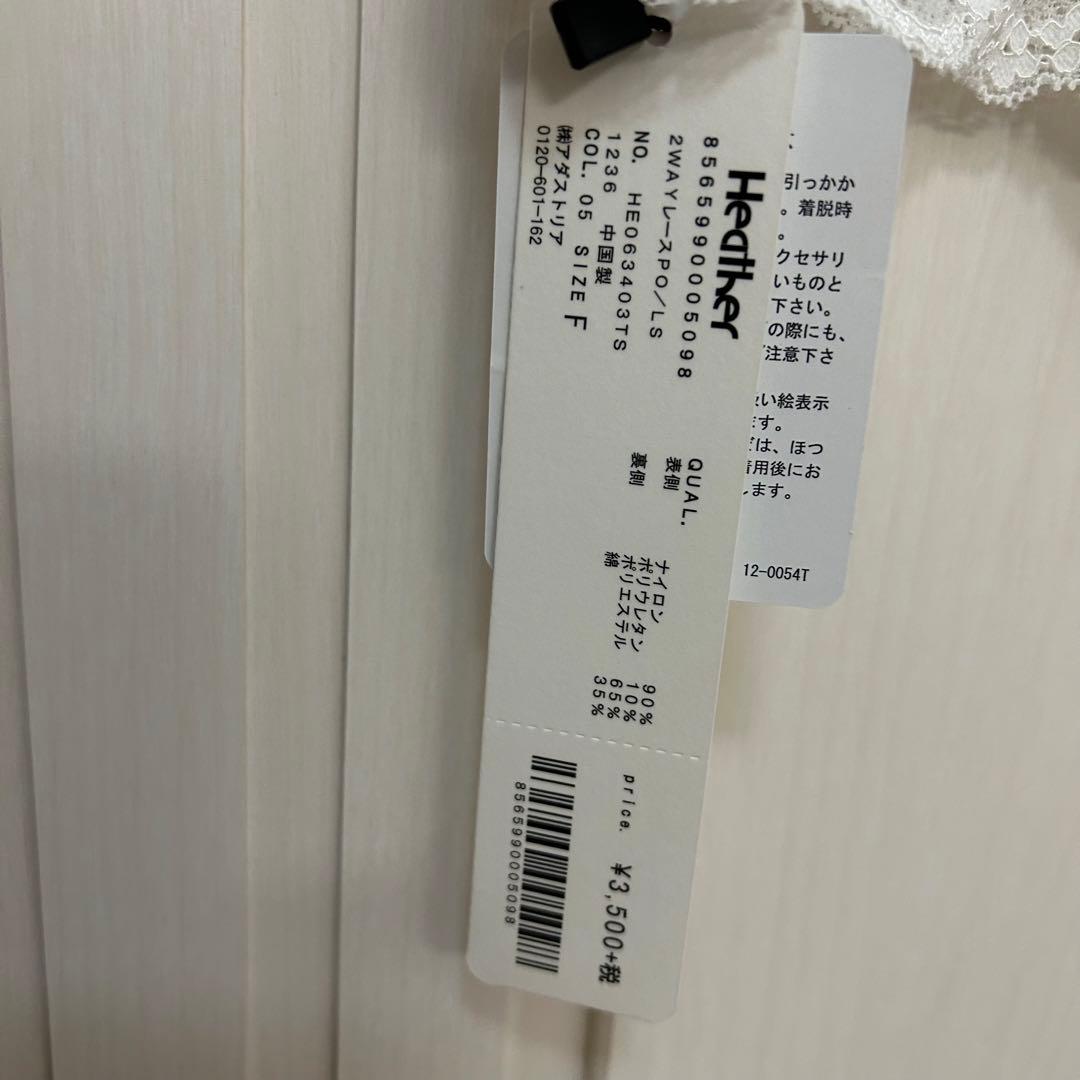 Heather
8565990005098
2WAYレースPO/LS
NO. HE063403TS
1236 中国製
COL. 05 SIZE F
㈱アダストリア
0120-601-162
QUAL.
表側 ナイロン 90%
ポリウレタン 10%
裏側 ポリエステル 65%
綿 35%
price. ¥3,500+税
8565990005098
引っかか
。着脱時
。
クセサリ
いものと
下さい。
の際にも、
注意下さ
い絵表示
ます。
は、ほつ
着用後にお
します。
12-0054T